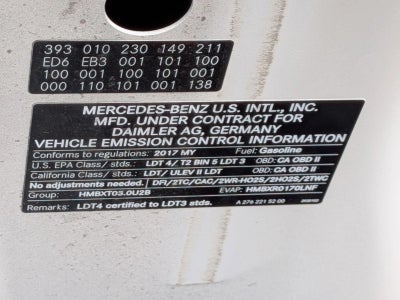 393 010 230 149 211
ED6 EB3 001 101 100
100 001 100 101 001
000 110 101 001 138
MERCEDES-BENZ U.S. INTL., INC.
MFD. UNDER CONTRACT FOR
DAIMLER AG, GERMANY
VEHICLE EMISSION CONTROL INFORMATION
Conforms to regulations: 2017 MY Fuel: Gasoline
U.S. EPA Class / stds.: LDT 4/ T2 BIN 5 LDT 3 OBD: CA OBD II
California Class / stds.: LDT/ ULEV II LDT OBD: CA OBD II
No adjustments needed. DFI/2TC/CAC/2WR-HO2S/2HO2S/2TWC
Group: HMBXT03.0U2B EVAP: HMBXR0170LNF
Remarks: LDT4 certified to LDT3 stds. A 276 221 52 00